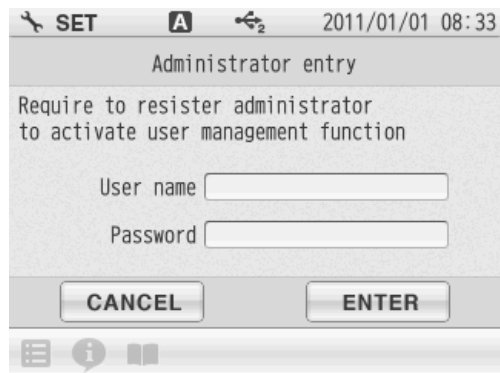 SET A 2 2011/01/01 08:33
Administrator entry
Require to resister administrator
to activate user management function
User name
Password
CANCEL ENTER